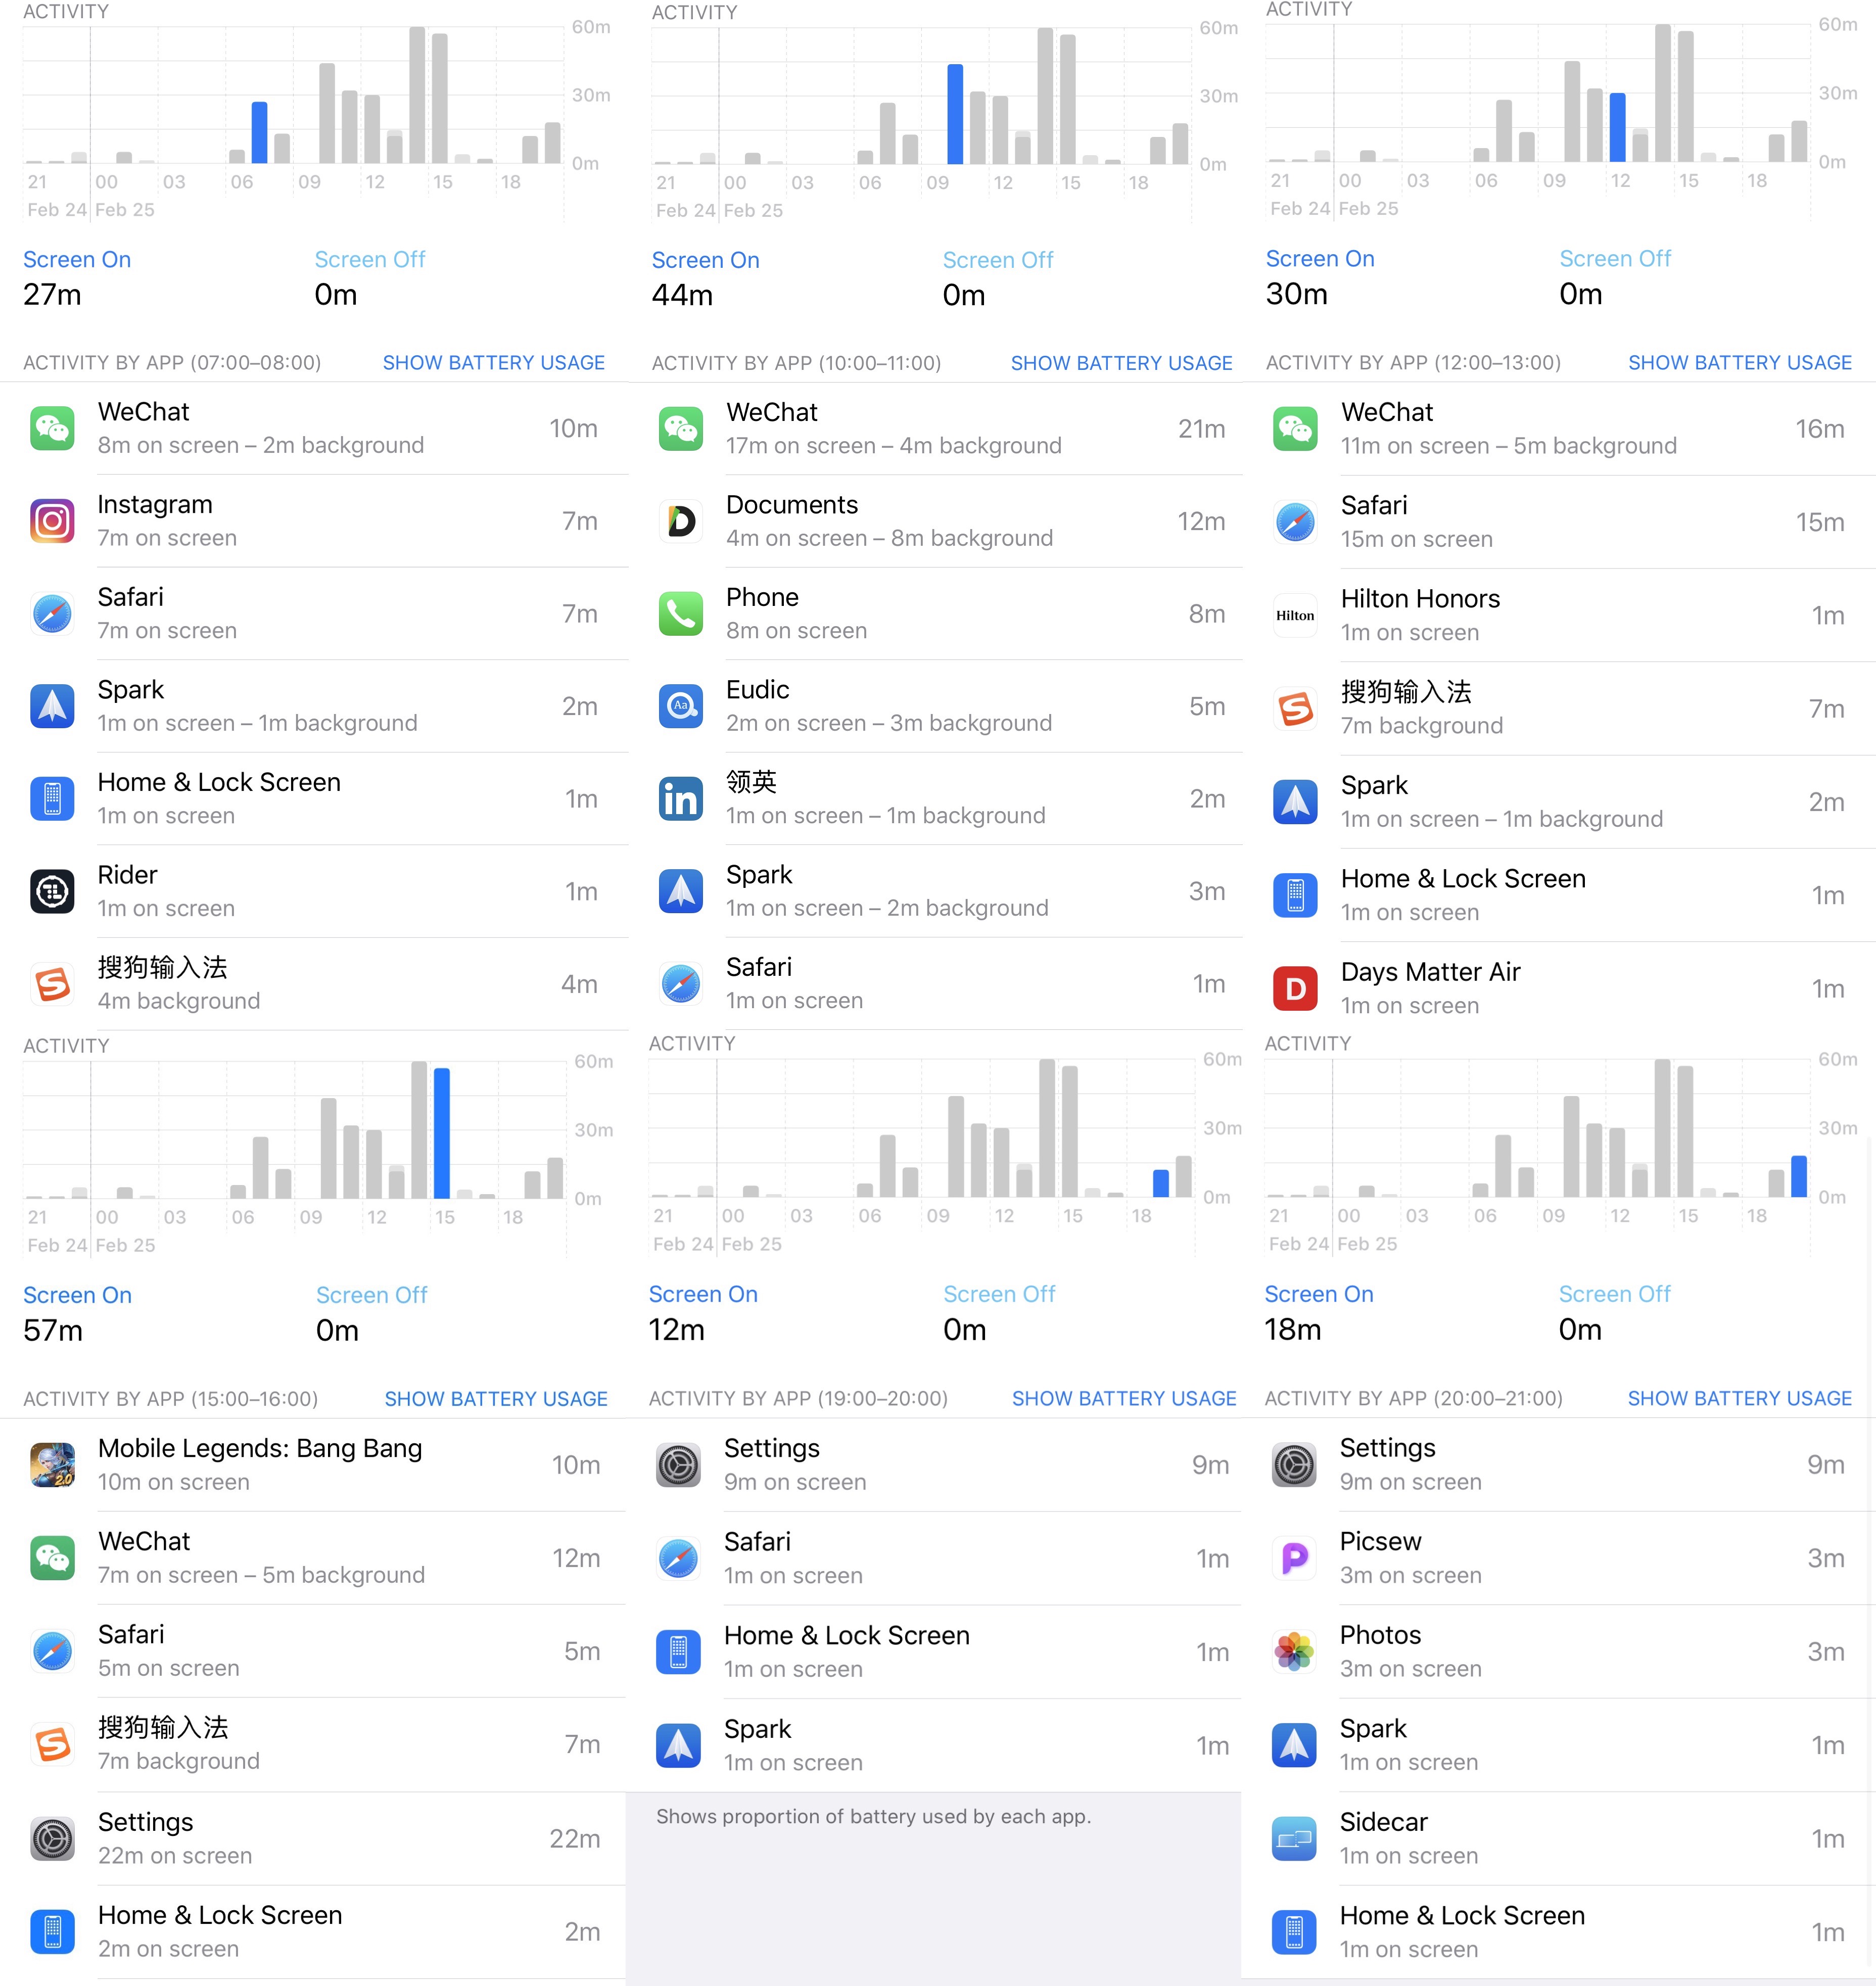 ACTIVITY
60m
30m
0m
21 00 03 06 09 12 15 18
Feb 24 Feb 25
Screen On Screen Off
27m 0m
ACTIVITY BY APP (07:00–08:00) SHOW BATTERY USAGE
WeChat
8m on screen – 2m background
10m
Instagram
7m on screen
7m
Safari
7m on screen
7m
Spark
1m on screen – 1m background
2m
Home & Lock Screen
1m on screen
1m
Rider
1m on screen
1m
搜狗输入法
4m background
4m
ACTIVITY
60m
30m
0m
21 00 03 06 09 12 15 18
Feb 24 Feb 25
Screen On Screen Off
44m 0m
ACTIVITY BY APP (10:00–11:00) SHOW BATTERY USAGE
WeChat
17m on screen – 4m background
21m
D
Documents
4m on screen – 8m background
12m
Phone
8m on screen
8m
Aa
Eudic
2m on screen – 3m background
5m
in
领英
1m on screen – 1m background
2m
Spark
1m on screen – 2m background
3m
Safari
1m on screen
1m
ACTIVITY
60m
30m
0m
21 00 03 06 09 12 15 18
Feb 24 Feb 25
Screen On Screen Off
30m 0m
ACTIVITY BY APP (12:00–13:00) SHOW BATTERY USAGE
WeChat
11m on screen – 5m background
16m
Safari
15m on screen
15m
Hilton
Hilton Honors
1m on screen
1m
搜狗输入法
7m background
7m
Spark
1m on screen – 1m background
2m
Home & Lock Screen
1m on screen
1m
D
Days Matter Air
1m on screen
1m
ACTIVITY
60m
30m
0m
21 00 03 06 09 12 15 18
Feb 24 Feb 25
Screen On Screen Off
57m 0m
ACTIVITY BY APP (15:00–16:00) SHOW BATTERY USAGE
2.0
Mobile Legends: Bang Bang
10m on screen
10m
WeChat
7m on screen – 5m background
12m
Safari
5m on screen
5m
搜狗输入法
7m background
7m
Settings
22m on screen
22m
Home & Lock Screen
2m on screen
2m
ACTIVITY
60m
30m
0m
21 00 03 06 09 12 15 18
Feb 24 Feb 25
Screen On Screen Off
12m 0m
ACTIVITY BY APP (19:00–20:00) SHOW BATTERY USAGE
Settings
9m on screen
9m
Safari
1m on screen
1m
Home & Lock Screen
1m on screen
1m
Spark
1m on screen
1m
Shows proportion of battery used by each app.
ACTIVITY
60m
30m
0m
21 00 03 06 09 12 15 18
Feb 24 Feb 25
Screen On Screen Off
18m 0m
ACTIVITY BY APP (20:00–21:00) SHOW BATTERY USAGE
Settings
9m on screen
9m
Picsew
3m on screen
3m
Photos
3m on screen
3m
Spark
1m on screen
1m
Sidecar
1m on screen
1m
Home & Lock Screen
1m on screen
1m